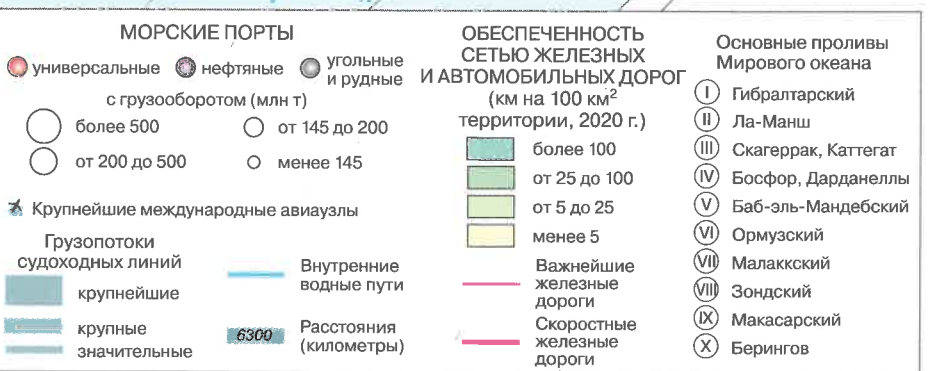 МОРСКИЕ ПОРТЫ
универсальные
нефтяные
угольные
и рудные
с грузооборотом (млн т)
более 500
от 145 до 200
от 200 до 500
менее 145
Крупнейшие международные авиаузлы
Грузопотоки
судоходных линий
крупнейшие
крупные
значительные
Внутренние
водные пути
6300
Расстояния
(километры)
ОБЕСПЕЧЕННОСТЬ
СЕТЬЮ ЖЕЛЕЗНЫХ
И АВТОМОБИЛЬНЫХ ДОРОГ
(км на 100 км²
территории, 2020 г.)
более 100
от 25 до 100
от 5 до 25
менее 5
Важнейшие
железные
дороги
Скоростные
железные
дороги
Основные проливы
Мирового океана
I Гибралтарский
II Ла-Манш
III Скагеррак, Каттегат
IV Босфор, Дарданеллы
V Баб-эль-Мандебский
VI Ормузский
VII Малаккский
VIII Зондский
IX Макасарский
X Берингов